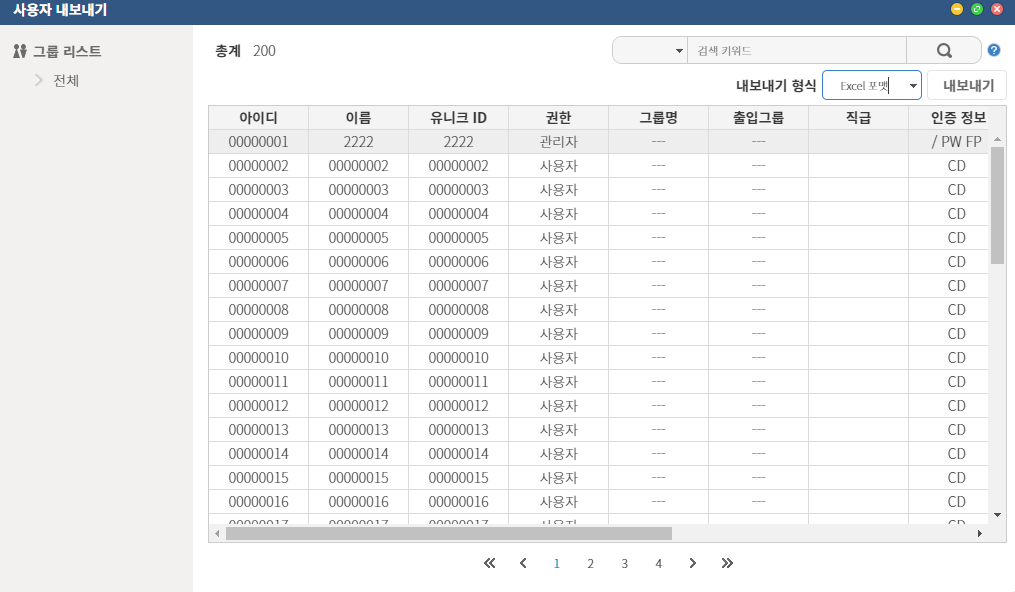 사용자 내보내기
그룹 리스트
전체
총계 200
검색 키워드
내보내기 형식 Excel 포맷 내보내기
아이디 이름 유니크 ID 권한 그룹명 출입그룹 직급 인증 정보
00000001 2222 2222 관리자 --- --- / PW FP
00000002 00000002 00000002 사용자 --- --- CD
00000003 00000003 00000003 사용자 --- --- CD
00000004 00000004 00000004 사용자 --- --- CD
00000005 00000005 00000005 사용자 --- --- CD
00000006 00000006 00000006 사용자 --- --- CD
00000007 00000007 00000007 사용자 --- --- CD
00000008 00000008 00000008 사용자 --- --- CD
00000009 00000009 00000009 사용자 --- --- CD
00000010 00000010 00000010 사용자 --- --- CD
00000011 00000011 00000011 사용자 --- --- CD
00000012 00000012 00000012 사용자 --- --- CD
00000013 00000013 00000013 사용자 --- --- CD
00000014 00000014 00000014 사용자 --- --- CD
00000015 00000015 00000015 사용자 --- --- CD
00000016 00000016 00000016 사용자 --- --- CD
1 2 3 4